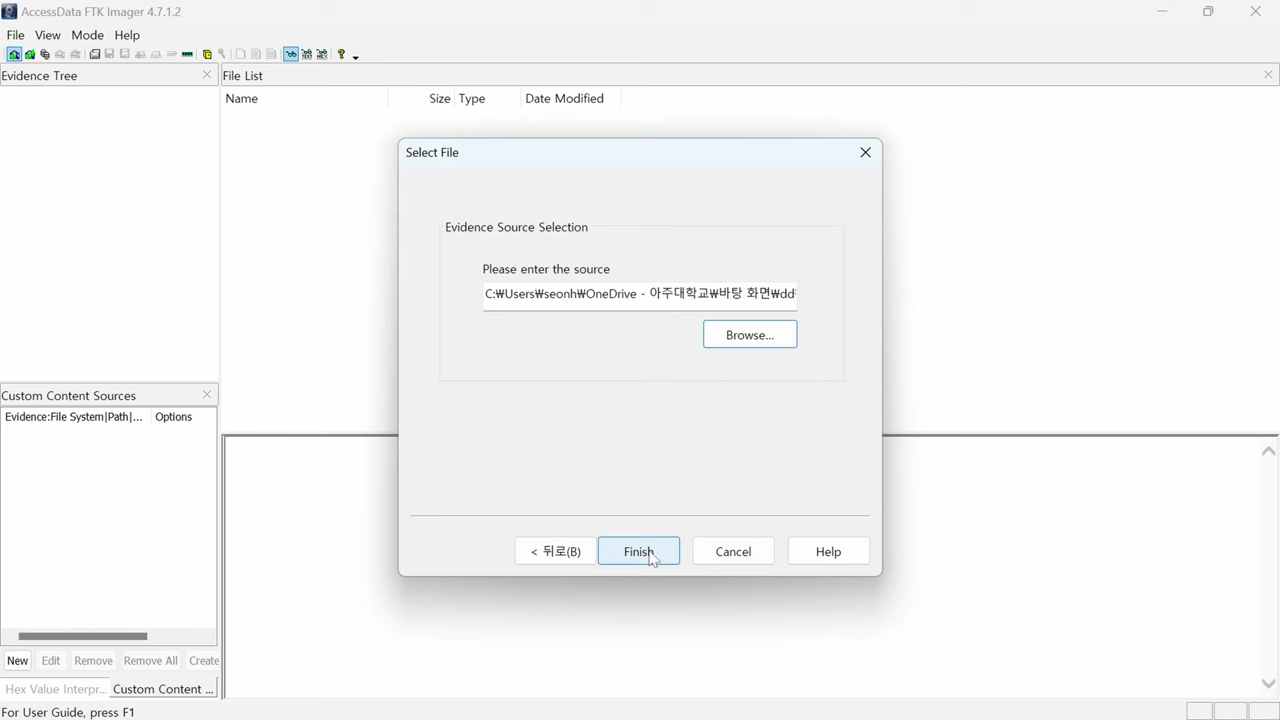 AccessData FTK Imager 4.7.1.2
File View Mode Help
Evidence Tree
File List
Name Size Type Date Modified
Select File
Evidence Source Selection
Please enter the source
C:₩Users₩seonh₩OneDrive - 아주대학교₩바탕 화면₩dd
Browse...
Custom Content Sources
Evidence:File System|Path|... Options
< 뒤로(B) Finish Cancel Help
New Edit Remove Remove All Create
Hex Value Interpr... Custom Content ...
For User Guide, press F1